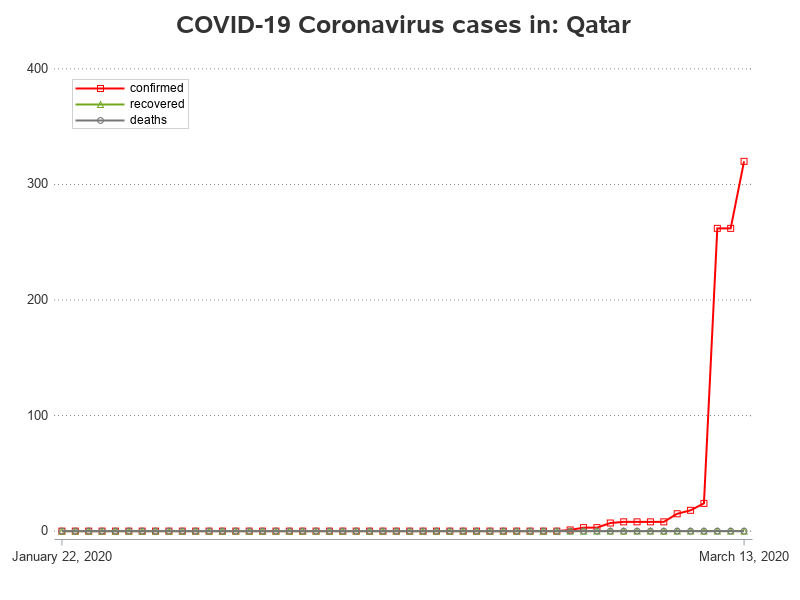 COVID-19 Coronavirus cases in: Qatar
400
confirmed
recovered
deaths
300
200
100
0
January 22, 2020
March 13, 2020